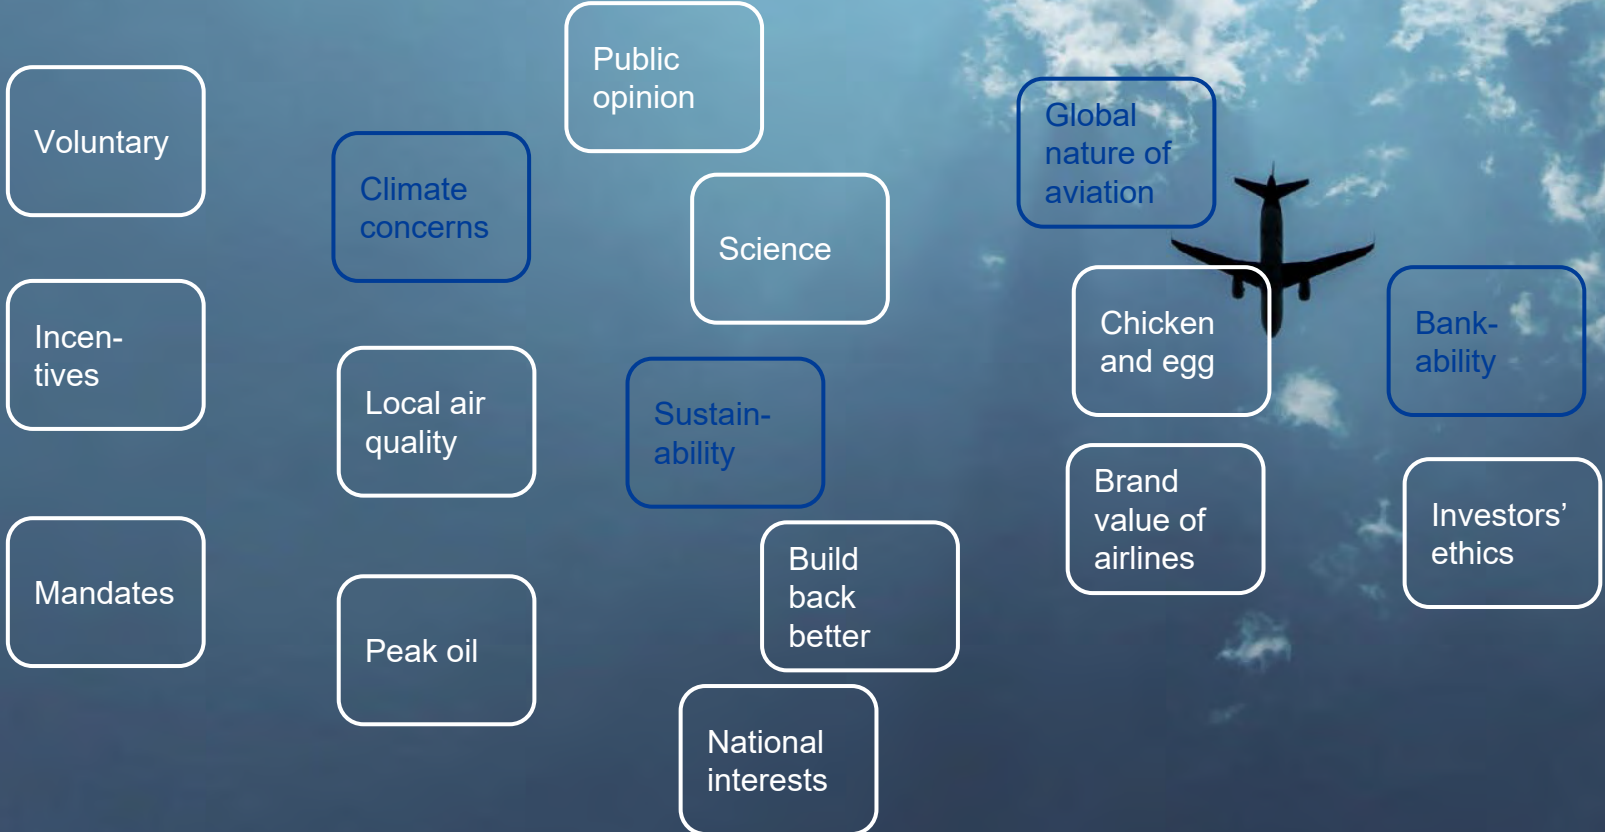 Voluntary
Incen-
tives
Mandates
Climate
concerns
Local air
quality
Peak oil
Public
opinion
Science
Sustain-
ability
Build
back
better
National
interests
Global
nature of
aviation
Chicken
and egg
Brand
value of
airlines
Bank-
ability
Investors’
ethics